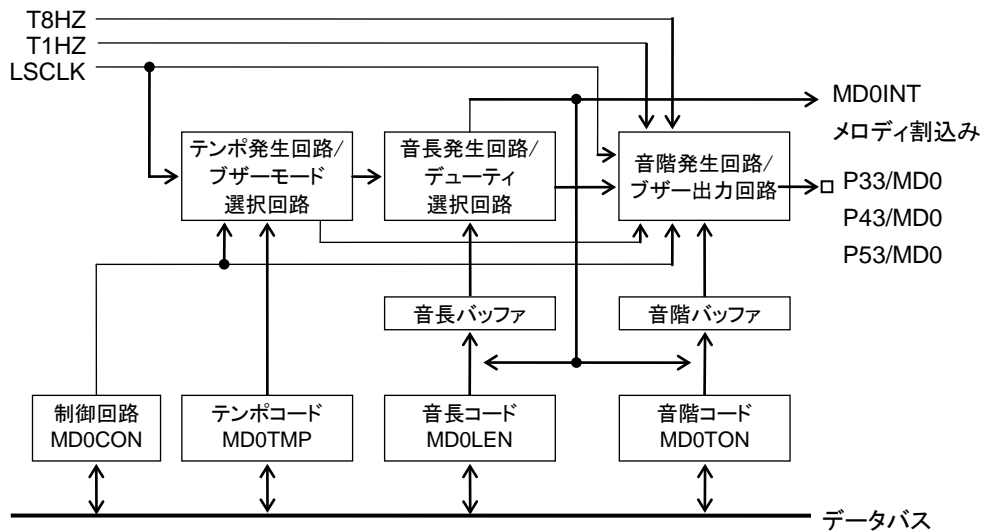 T8HZ
T1HZ
LSCLK
MD0INT
メロディ割込み
テンポ発生回路/
ブザーモード
選択回路
音長発生回路/
デューティ
選択回路
音階発生回路/
ブザー出力回路
P33/MD0
P43/MD0
P53/MD0
音長バッファ
音階バッファ
制御回路
MD0CON
テンポコード
MD0TMP
音長コード
MD0LEN
音階コード
MD0TON
データバス